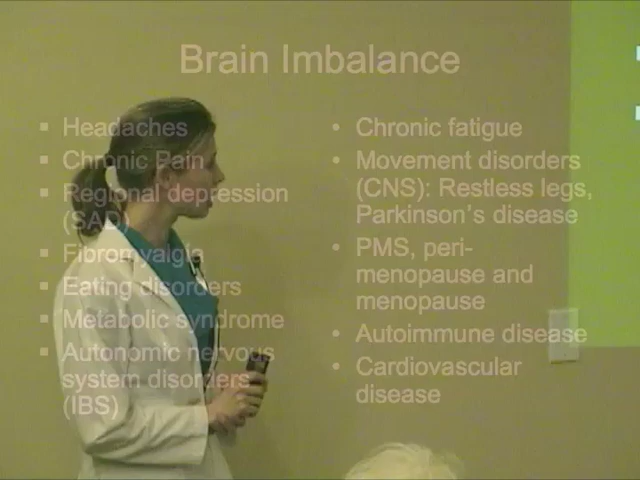 Brain Imbalance
▪ Headaches
▪ Chronic Pain
▪ Regional depression
(SAD)
▪ Fibromyalgia
▪ Eating disorders
▪ Metabolic syndrome
▪ Autonomic nervous
system disorders
(IBS)
• Chronic fatigue
• Movement disorders
(CNS): Restless legs,
Parkinson's disease
• PMS, peri-
menopause and
menopause
• Autoimmune disease
• Cardiovascular
disease